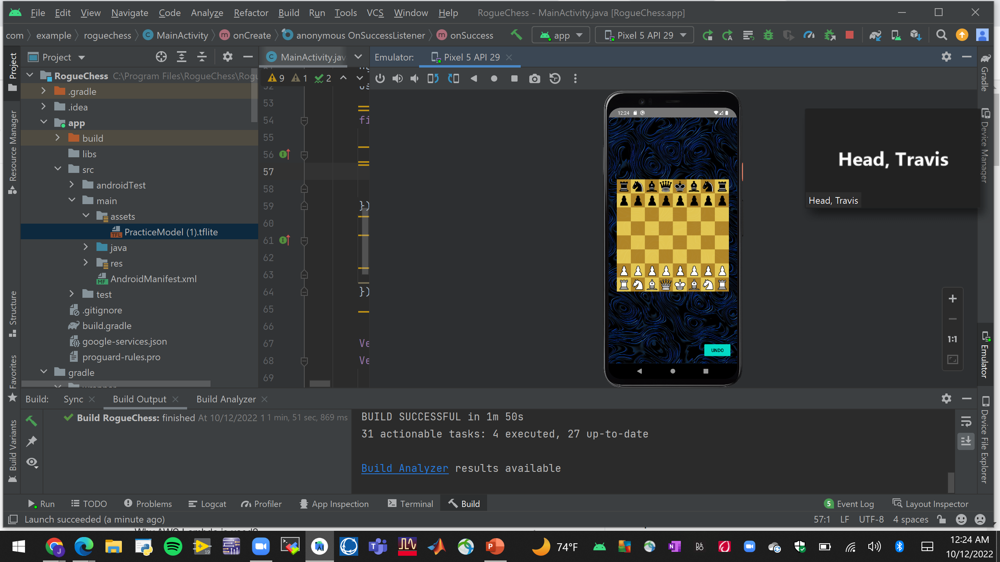 File Edit View Navigate Code Analyze Refactor Build Run Tools VCS Window Help RogueChess - MainActivity.java [RogueChess.app]
com example roguechess MainActivity onCreate anonymous OnSuccessListener onSuccess app Pixel 5 API 29
Project
MainActivity.jav
Emulator: Pixel 5 API 29
RogueChess C:\Program Files\RogueChess\Rogu
9 1 2
.gradle
.idea
app
build
libs
src
androidTest
main
assets
PracticeModel (1).tflite
java
res
AndroidManifest.xml
test
.gitignore
build.gradle
google-services.json
proguard-rules.pro
gradle
wrapper
52
53
54 fi
55
56
57
58
59 })
60
61
62
63
64 })
65
66
67 Ve
68 Ve
69
12:24
UNDO
Head, Travis
Head, Travis
1:1
Project
Resource Manager
Structure
Favorites
Build Variants
Gradle
Device Manager
Emulator
Device File Explorer
Build: Sync Build Output Build Analyzer
Build RogueChess: finished At 10/12/2022 1 1 min, 51 sec, 869 ms
BUILD SUCCESSFUL in 1m 50s
31 actionable tasks: 4 executed, 27 up-to-date
Build Analyzer results available
Run TODO Problems Logcat Profiler App Inspection Terminal Build 5 Event Log Layout Inspector
Launch succeeded (a minute ago) 57:1 LF UTF-8 4 spaces
Why AWS Lambda is used?
74°F
12:24 AM
10/12/2022